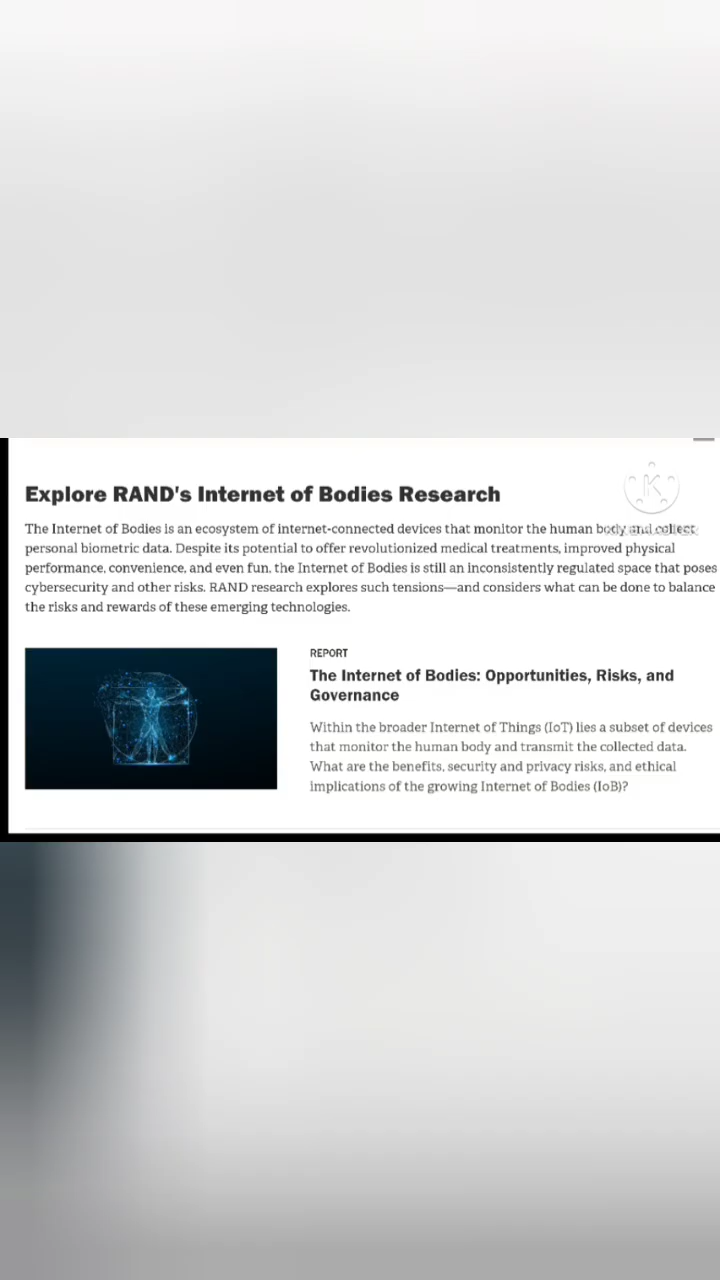 Explore RAND's Internet of Bodies Research
The Internet of Bodies is an ecosystem of internet-connected devices that monitor the human body and collect
personal biometric data. Despite its potential to offer revolutionized medical treatments, improved physical
performance, convenience, and even fun, the Internet of Bodies is still an inconsistently regulated space that poses
cybersecurity and other risks. RAND research explores such tensions—and considers what can be done to balance
the risks and rewards of these emerging technologies.
REPORT
The Internet of Bodies: Opportunities, Risks, and
Governance
Within the broader Internet of Things (IoT) lies a subset of devices
that monitor the human body and transmit the collected data.
What are the benefits, security and privacy risks, and ethical
implications of the growing Internet of Bodies (IoB)?